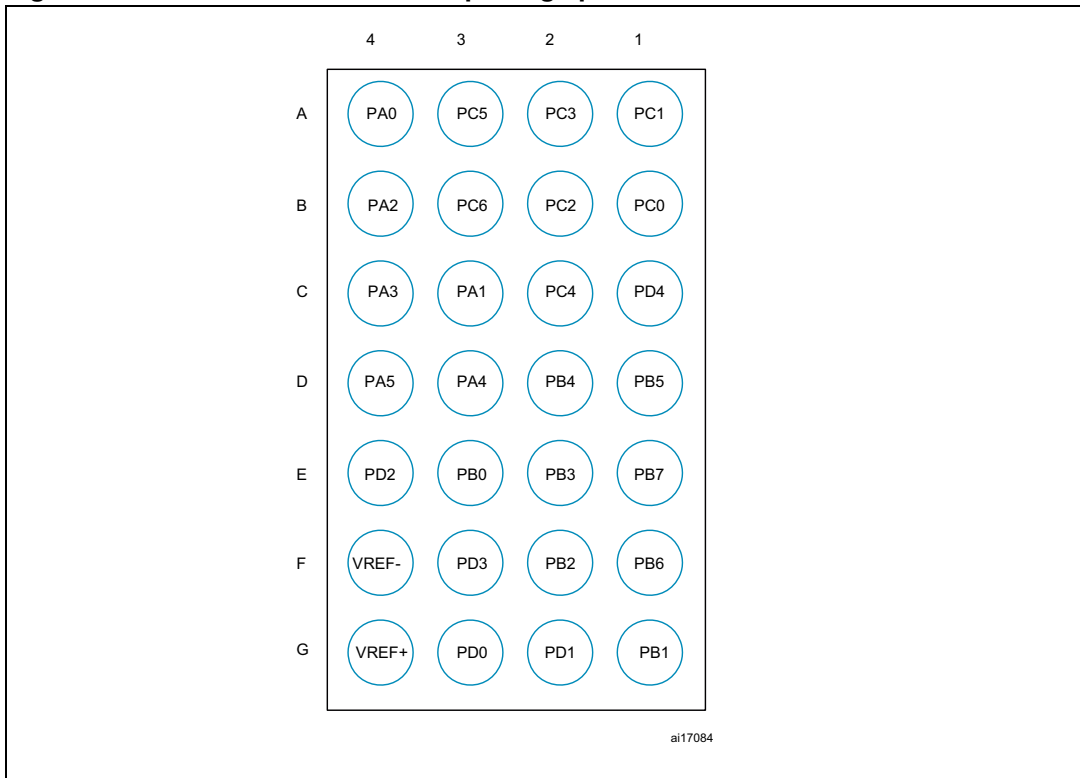 4 3 2 1
A PA0 PC5 PC3 PC1
B PA2 PC6 PC2 PC0
C PA3 PA1 PC4 PD4
D PA5 PA4 PB4 PB5
E PD2 PB0 PB3 PB7
F VREF- PD3 PB2 PB6
G VREF+ PD0 PD1 PB1
ai17084